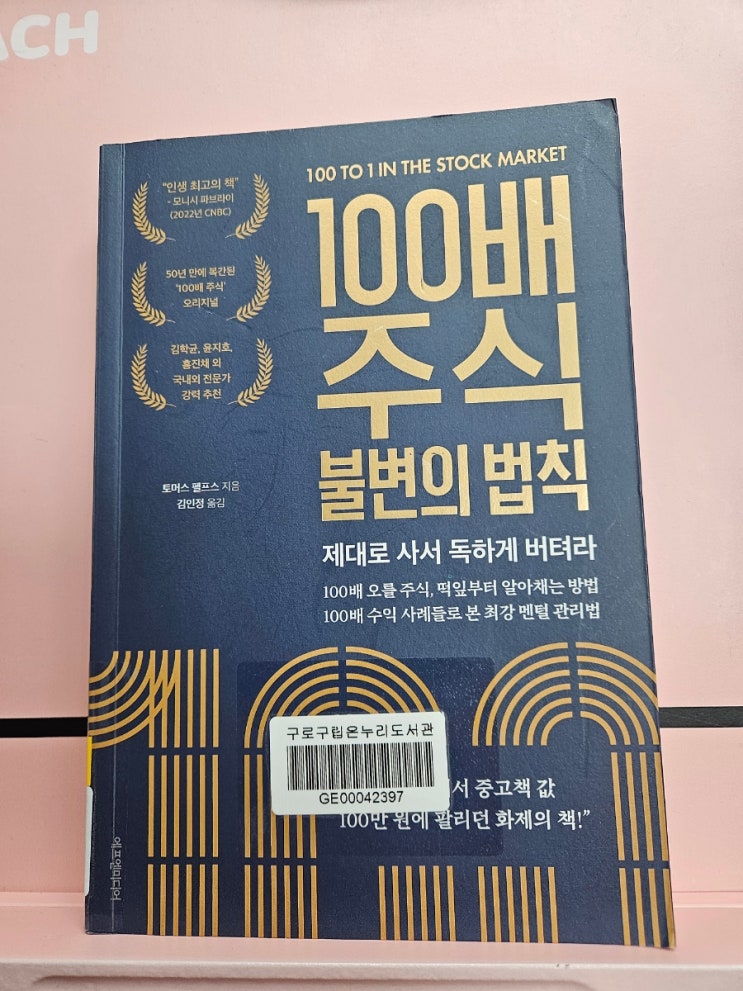 ACH
100 TO 1 IN THE STOCK MARKET
"인생 최고의 책"
- 모니시 파브라이
(2022년 CNBC)
50년 만에 복간된
'100배 주식'
오리지널
김학균, 윤지호,
홍진채 외
국내외 전문가
강력 추천
100배
주식
불변의 법칙
토머스 펠프스 지음
김인정 옮김
제대로 사서 독하게 버텨라
100배 오를 주식, 떡잎부터 알아채는 방법
100배 수익 사례들로 본 최강 멘털 관리법
100
구로구립온누리도서관
GE00042397
서 중고책 값
100만 원에 팔리던 화제의 책!"
에프엔미디어